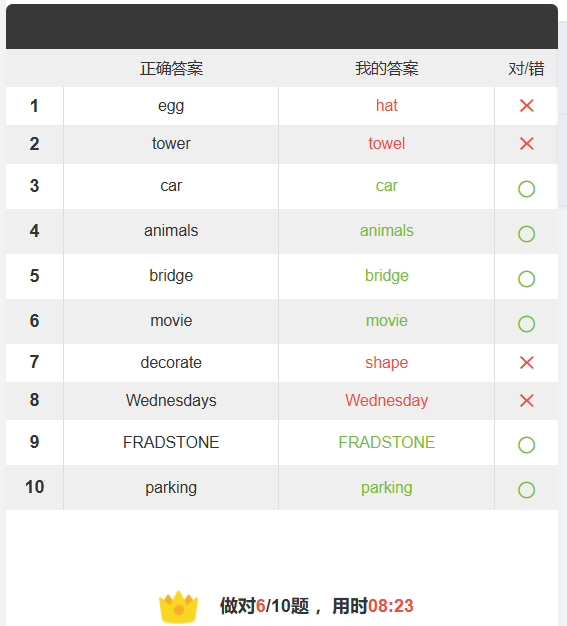 正确答案 我的答案 对/错
1 egg hat ×
2 tower towel ×
3 car car ○
4 animals animals ○
5 bridge bridge ○
6 movie movie ○
7 decorate shape ×
8 Wednesdays Wednesday ×
9 FRADSTONE FRADSTONE ○
10 parking parking ○
做对6/10题 ，用时08:23